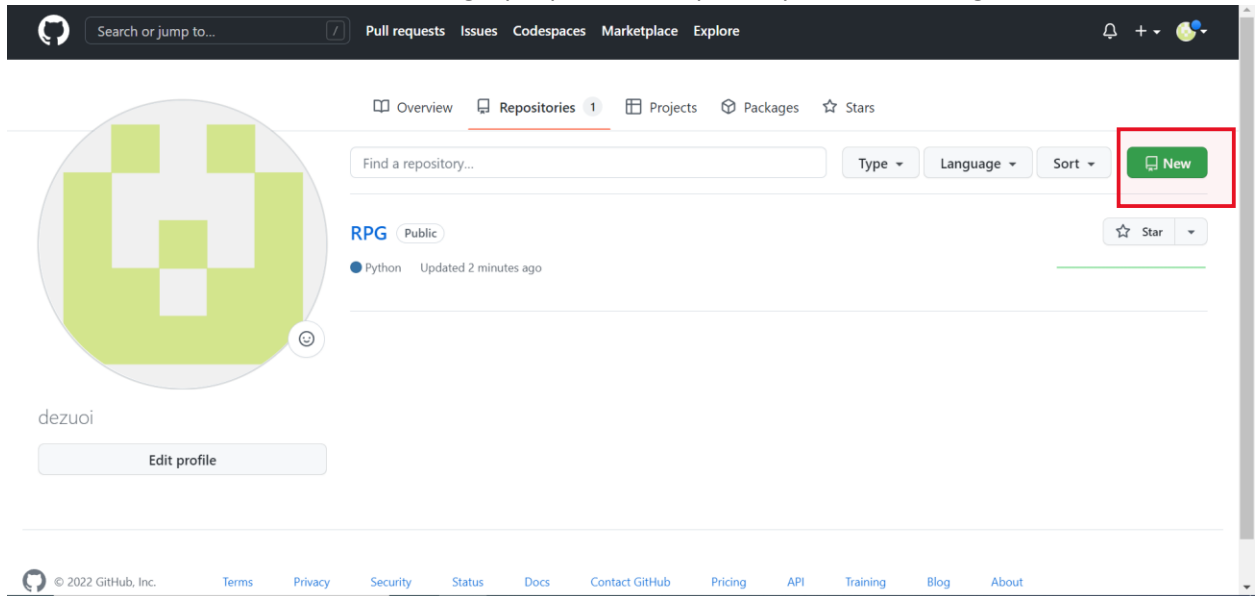 Search or jump to... / Pull requests Issues Codespaces Marketplace Explore
Overview Repositories 1 Projects Packages Stars
Find a repository... Type Language Sort New
RPG Public Star
Python Updated 2 minutes ago
dezuoi
Edit profile
© 2022 GitHub, Inc. Terms Privacy Security Status Docs Contact GitHub Pricing API Training Blog About